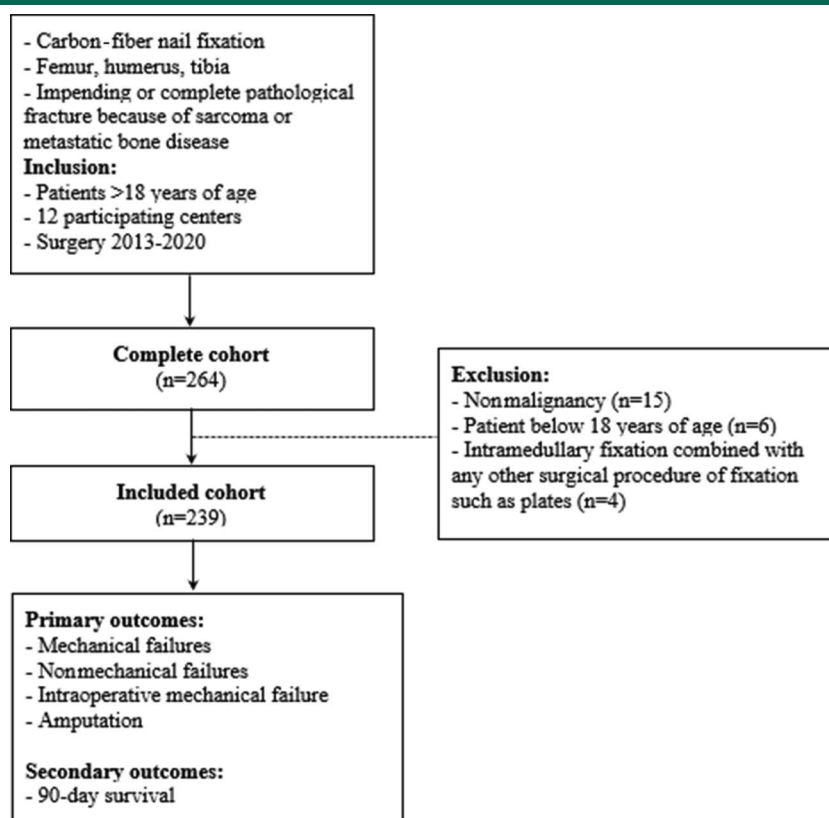 - Carbon-fiber nail fixation
- Femur, humerus, tibia
- Impending or complete pathological
fracture because of sarcoma or
metastatic bone disease
Inclusion:
- Patients >18 years of age
- 12 participating centers
- Surgery 2013-2020
Complete cohort
(n=264)
Exclusion:
- Nonmalignancy (n=15)
- Patient below 18 years of age (n=6)
- Intramedullary fixation combined with
any other surgical procedure of fixation
such as plates (n=4)
Included cohort
(n=239)
Primary outcomes:
- Mechanical failures
- Nonmechanical failures
- Intraoperative mechanical failure
- Amputation
Secondary outcomes:
- 90-day survival